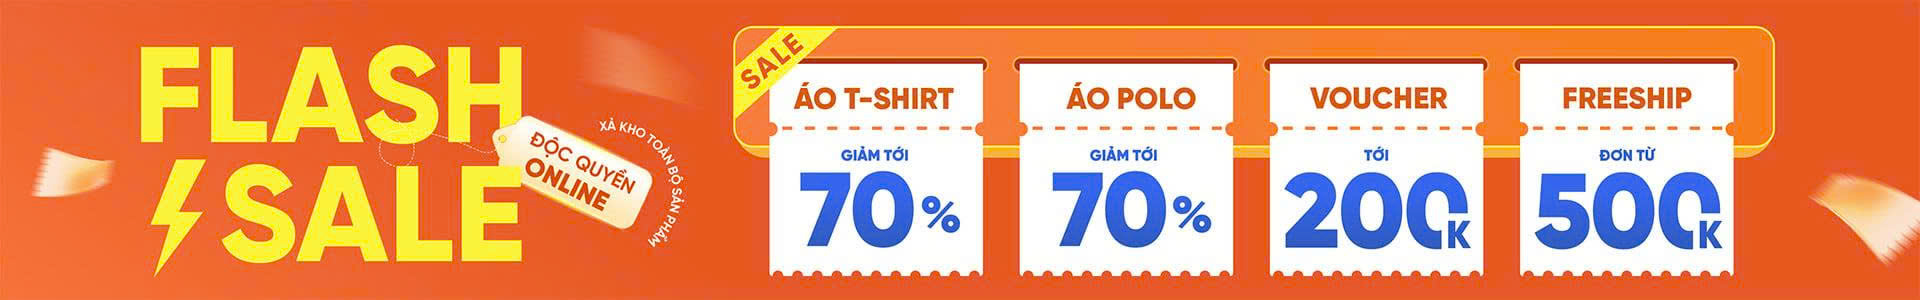 FLASH
SALE
ĐỘC QUYỀN
ONLINE
XẢ KHO TOÀN BỘ SẢN PHẨM
SALE
ÁO T-SHIRT
GIẢM TỚI
70%
ÁO POLO
GIẢM TỚI
70%
VOUCHER
TỚI
200K
FREESHIP
ĐƠN TỪ
500K